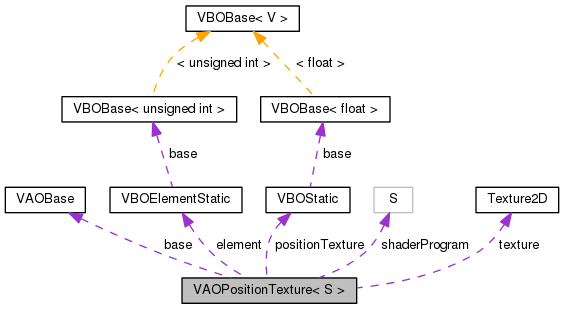 VBOBase< V >
< unsigned int >
< float >
VBOBase< unsigned int >
VBOBase< float >
base
base
VAOBase
VBOElementStatic
VBOStatic
S
Texture2D
base
element
positionTexture
shaderProgram
texture
VAOPositionTexture< S >